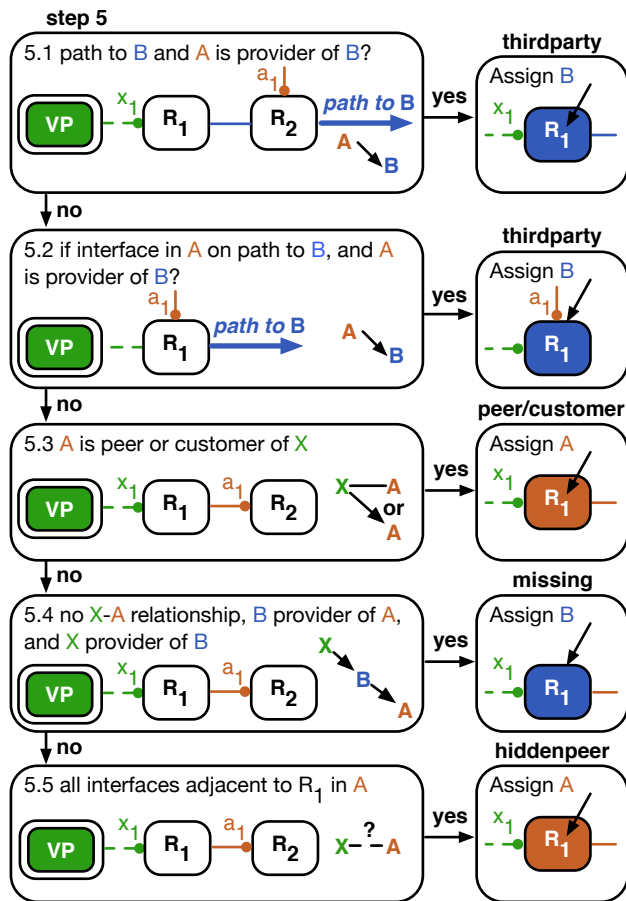 step 5
5.1 path to B and A is provider of B?
a1
x1
VP
R1
R2
path to B
A
B
yes
thirdparty
Assign B
x1
R1
no
5.2 if interface in A on path to B, and A
is provider of B?
a1
VP
R1
path to B
A
B
yes
thirdparty
Assign B
a1
R1
no
5.3 A is peer or customer of X
x1
a1
VP
R1
R2
X
A
or
A
yes
peer/customer
Assign A
x1
R1
no
5.4 no X-A relationship, B provider of A,
and X provider of B
x1
a1
VP
R1
R2
X
B
A
yes
missing
Assign B
x1
R1
no
5.5 all interfaces adjacent to R1 in A
x1
a1
VP
R1
R2
X
?
A
yes
hiddenpeer
Assign A
x1
R1